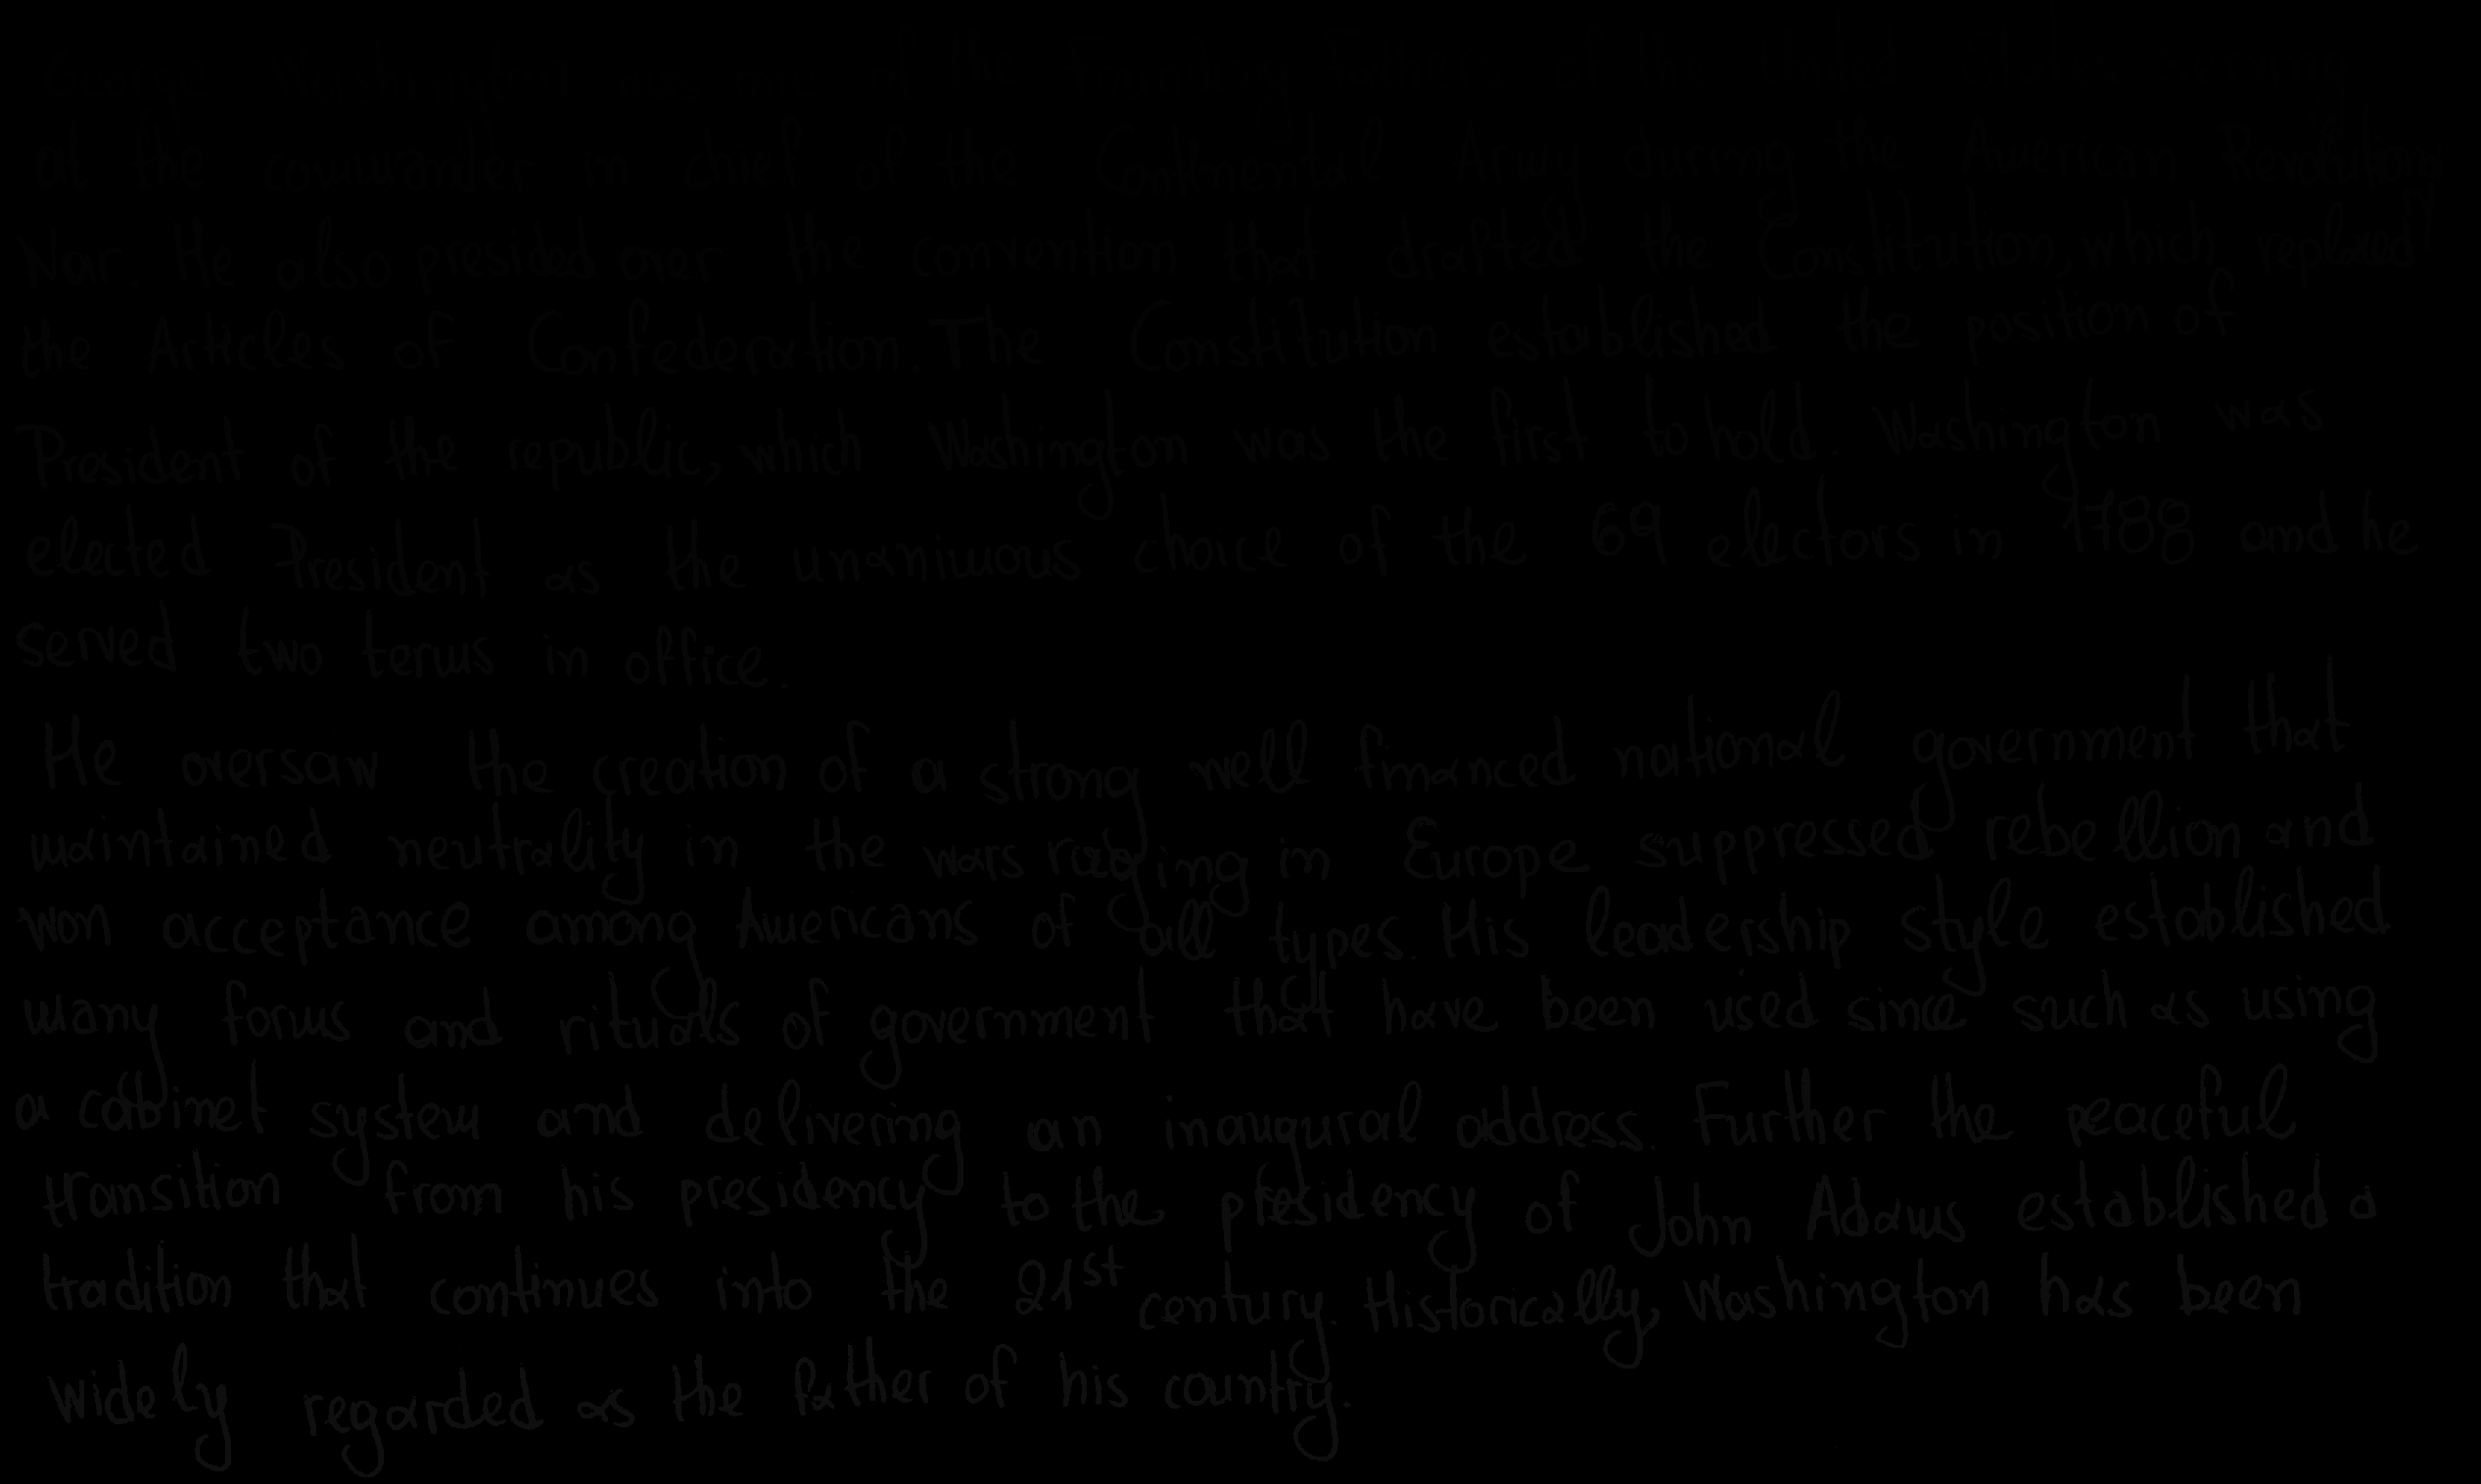 George Washington was one of the Founding Fathers of the United States serving
at the commander in chief of the Continental Army during the American Revolutionary
War. He also presided over the convention that drafted the Constitution, which replaced
the Articles of Confederation. The Constitution established the position of
President of the republic, which Washington was the first to hold. Washington was
elected President as the unanimous choice of the 69 electors in 1788 and he
served two terms in office.
He oversaw the creation of a strong well financed national government that
maintained neutrality in the wars raging in Europe suppressed rebellion and
won acceptance among Americans of all types. His leadership style established
many forms and rituals of government that have been used since such as using
a cabinet system and delivering an inaugural address. Further the peaceful
transition from his presidency to the presidency of John Adams established a
tradition that continues into the 21st century. Historically, Washington has been
widely regarded as the father of his country.